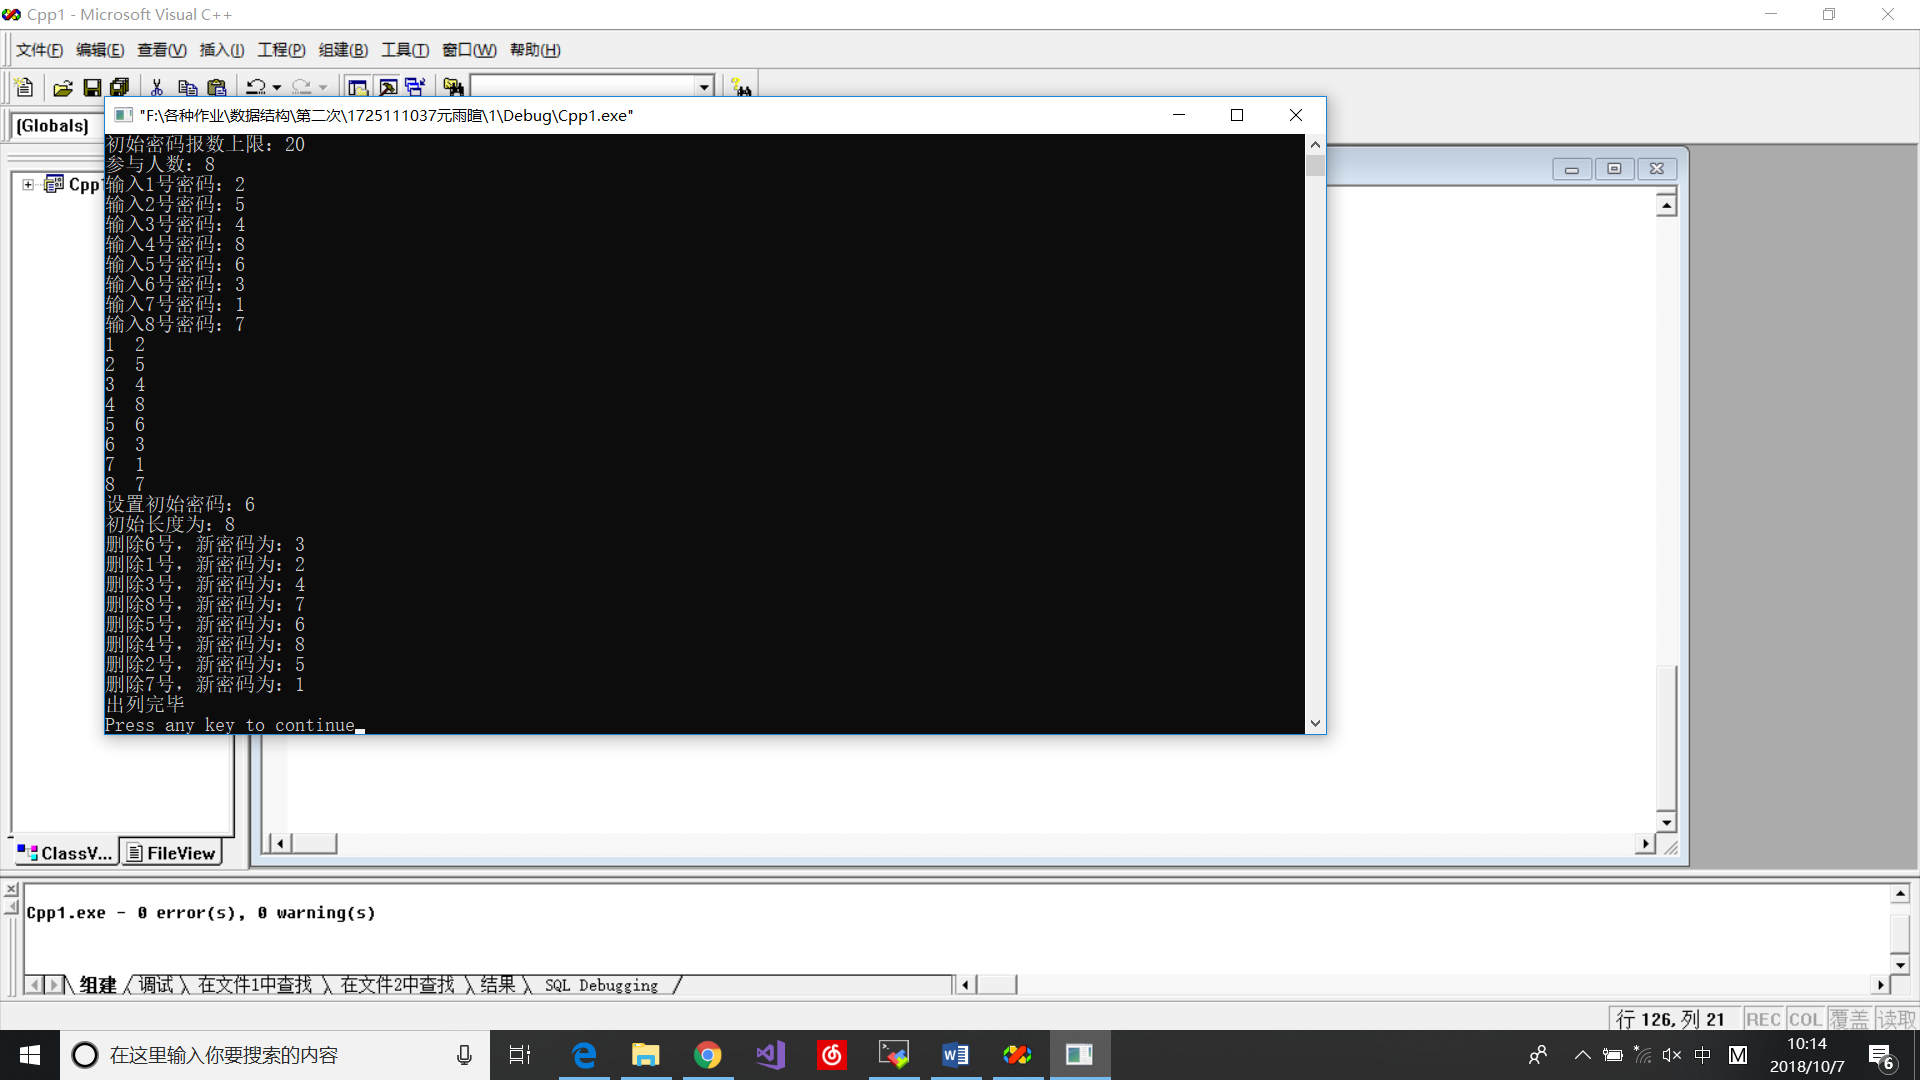 Cpp1 - Microsoft Visual C++
文件(F) 编辑(E) 查看(V) 插入(I) 工程(P) 组建(B) 工具(T) 窗口(W) 帮助(H)
(Globals)
"F:\各种作业\数据结构\第二次\1725111037元雨暄\1\Debug\Cpp1.exe"
Cpp1
初始密码报数上限：20
参与人数：8
输入1号密码：2
输入2号密码：5
输入3号密码：4
输入4号密码：8
输入5号密码：6
输入6号密码：3
输入7号密码：1
输入8号密码：7
1 2
2 5
3 4
4 8
5 6
6 3
7 1
8 7
设置初始密码：6
初始长度为：8
删除6号，新密码为：3
删除1号，新密码为：2
删除3号，新密码为：4
删除8号，新密码为：7
删除5号，新密码为：6
删除4号，新密码为：8
删除2号，新密码为：5
删除7号，新密码为：1
出列完毕
Press any key to continue
ClassV... FileView
Cpp1.exe - 0 error(s), 0 warning(s)
组建 调试 在文件1中查找 在文件2中查找 结果 SQL Debugging
行 126, 列 21 REC COL 覆盖 读取
在这里输入你要搜索的内容
中 M 10:14
2018/10/7 6